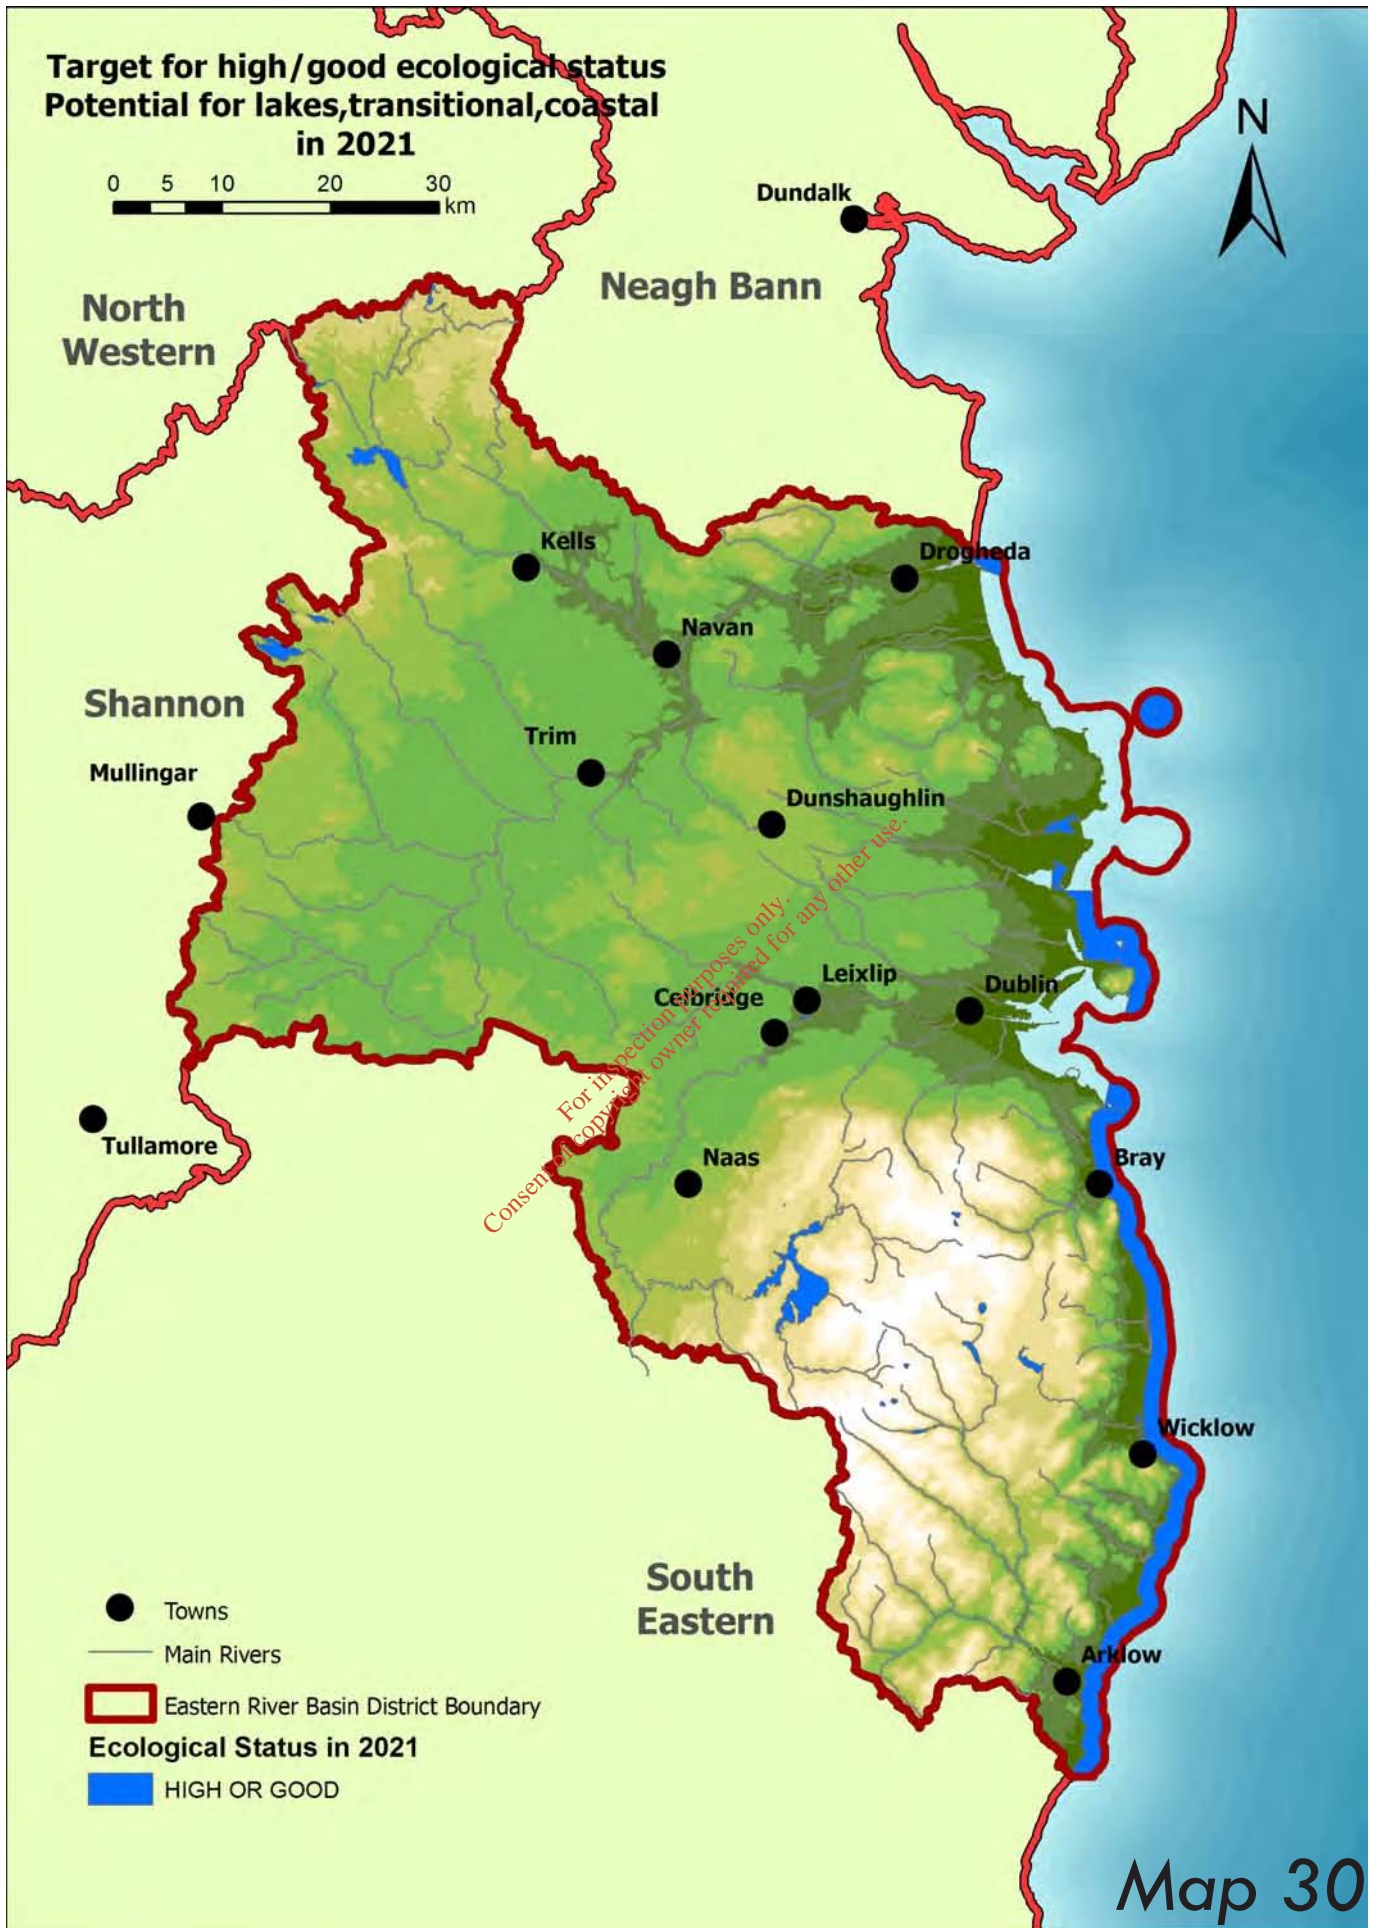 Target for high/good ecological status
Potential for lakes,transitional,coastal
in 2021
0 5 10 20 30
km
N
Dundalk
Neagh Bann
North
Western
Kells
Drogheda
Navan
Shannon
Trim
Mullingar
Dunshaughlin
Leixlip
Celbridge
Dublin
Tullamore
Naas
Bray
Wicklow
South
Eastern
Arklow
For inspection purposes only.
Consent of copyright owner required for any other use.
Towns
Main Rivers
Eastern River Basin District Boundary
Ecological Status in 2021
HIGH OR GOOD
Map 30